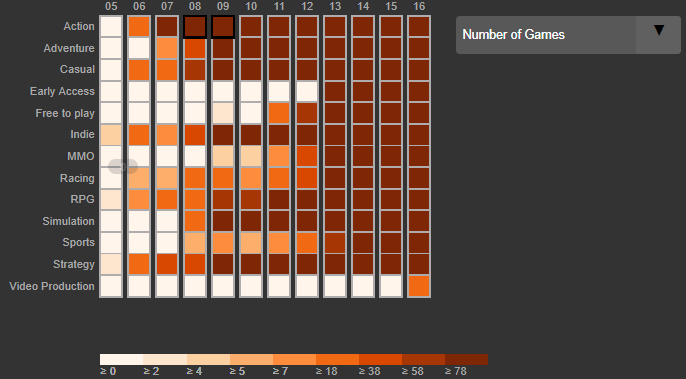 05 06 07 08 09 10 11 12 13 14 15 16
Number of Games ▼
Action
Adventure
Casual
Early Access
Free to play
Indie
MMO
Racing
RPG
Simulation
Sports
Strategy
Video Production
≥ 0 ≥ 2 ≥ 4 ≥ 5 ≥ 7 ≥ 18 ≥ 38 ≥ 58 ≥ 78